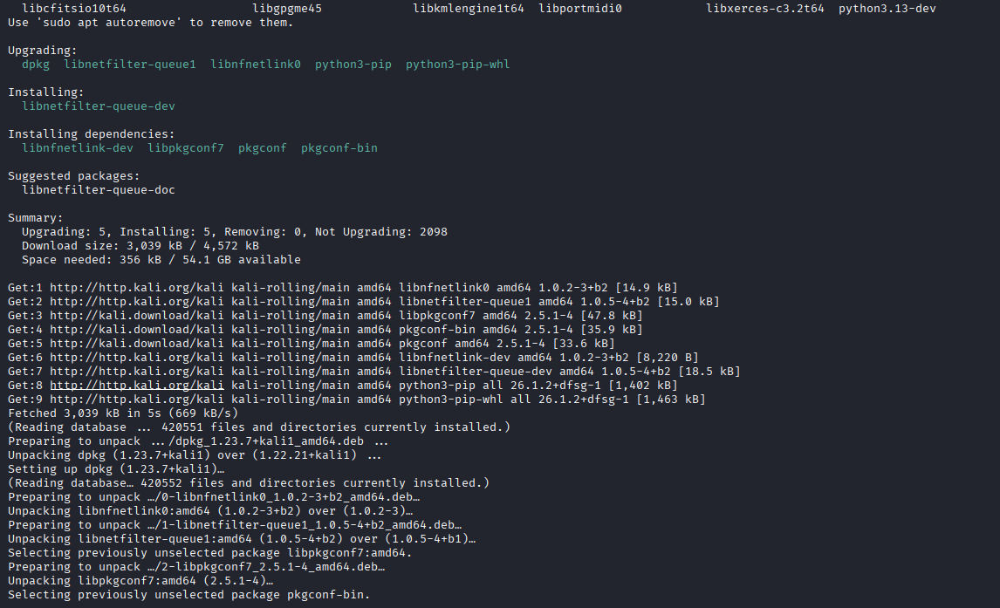 libcfitsio10t64 libgpgme45 libkmlengine1t64 libportmidi0 libxerces-c3.2t64 python3.13-dev
Use 'sudo apt autoremove' to remove them.
Upgrading:
dpkg libnetfilter-queue1 libnfnetlink0 python3-pip python3-pip-whl
Installing:
libnetfilter-queue-dev
Installing dependencies:
libnfnetlink-dev libpkgconf7 pkgconf pkgconf-bin
Suggested packages:
libnetfilter-queue-doc
Summary:
Upgrading: 5, Installing: 5, Removing: 0, Not Upgrading: 2098
Download size: 3,039 kB / 4,572 kB
Space needed: 356 kB / 54.1 GB available
Get:1 http://http.kali.org/kali kali-rolling/main amd64 libnfnetlink0 amd64 1.0.2-3+b2 [14.9 kB]
Get:2 http://http.kali.org/kali kali-rolling/main amd64 libnetfilter-queue1 amd64 1.0.5-4+b2 [15.0 kB]
Get:3 http://kali.download/kali kali-rolling/main amd64 libpkgconf7 amd64 2.5.1-4 [47.8 kB]
Get:4 http://kali.download/kali kali-rolling/main amd64 pkgconf-bin amd64 2.5.1-4 [35.9 kB]
Get:5 http://kali.download/kali kali-rolling/main amd64 pkgconf amd64 2.5.1-4 [33.6 kB]
Get:6 http://http.kali.org/kali kali-rolling/main amd64 libnfnetlink-dev amd64 1.0.2-3+b2 [8,220 B]
Get:7 http://http.kali.org/kali kali-rolling/main amd64 libnetfilter-queue-dev amd64 1.0.5-4+b2 [18.5 kB]
Get:8 http://http.kali.org/kali kali-rolling/main amd64 python3-pip all 26.1.2+dfsg-1 [1,402 kB]
Get:9 http://http.kali.org/kali kali-rolling/main amd64 python3-pip-whl all 26.1.2+dfsg-1 [1,463 kB]
Fetched 3,039 kB in 5s (669 kB/s)
(Reading database ... 420551 files and directories currently installed.)
Preparing to unpack .../dpkg_1.23.7+kali1_amd64.deb ...
Unpacking dpkg (1.23.7+kali1) over (1.22.21+kali1) ...
Setting up dpkg (1.23.7+kali1)…
(Reading database… 420552 files and directories currently installed.)
Preparing to unpack …/0-libnfnetlink0_1.0.2-3+b2_amd64.deb…
Unpacking libnfnetlink0:amd64 (1.0.2-3+b2) over (1.0.2-3)…
Preparing to unpack …/1-libnetfilter-queue1_1.0.5-4+b2_amd64.deb…
Unpacking libnetfilter-queue1:amd64 (1.0.5-4+b2) over (1.0.5-4+b1)…
Selecting previously unselected package libpkgconf7:amd64.
Preparing to unpack …/2-libpkgconf7_2.5.1-4_amd64.deb…
Unpacking libpkgconf7:amd64 (2.5.1-4)…
Selecting previously unselected package pkgconf-bin.